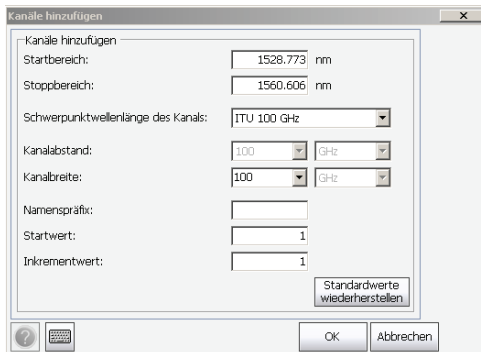 Kanäle hinzufügen
Kanäle hinzufügen
Startbereich: 1528.773 nm
Stoppbereich: 1560.606 nm
Schwerpunktwellenlänge des Kanals: ITU 100 GHz
Kanalabstand: 100 GHz
Kanalbreite: 100 GHz
Namenspräfix:
Startwert: 1
Inkrementwert: 1
Standardwerte
wiederherstellen
OK Abbrechen